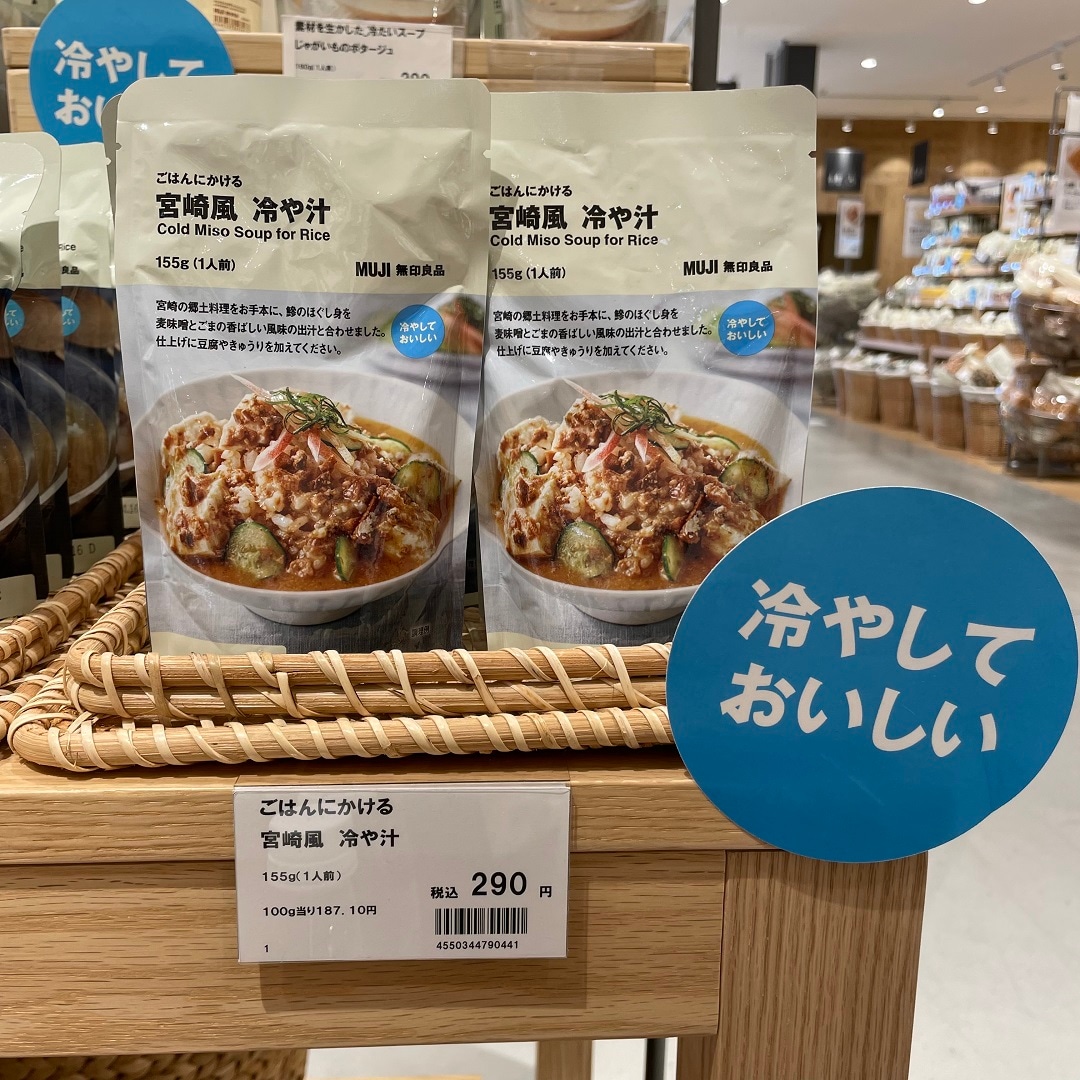 素材を生かした 冷たいスープ
じゃがいものポタージュ
冷やして
お
ごはんにかける
宮崎風 冷や汁
Cold Miso Soup for Rice
155g(1人前)
MUJI 無印良品
宮崎の郷土料理をお手本に、鯵のほぐし身を
麦味噌とごまの香ばしい風味の出汁と合わせました。
仕上げに豆腐やきゅうりを加えてください。
冷やして
おいしい
ごはんにかける
宮崎風 冷や汁
Cold Miso Soup for Rice
155g(1人前)
MUJI 無印良品
宮崎の郷土料理をお手本に、鯵のほぐし身を
麦味噌とごまの香ばしい風味の出汁と合わせました。
仕上げに豆腐やきゅうりを加えてください。
冷やして
おいしい
冷やして
おいしい
ごはんにかける
宮崎風 冷や汁
155g(1人前)
税込 290 円
100g当り187.10円
4550344790441
1